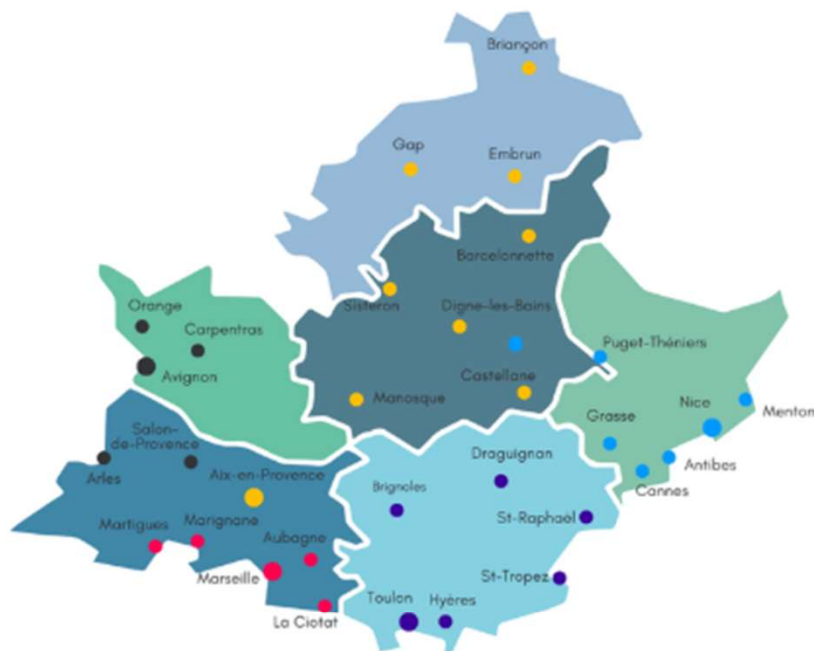 Briançon
Gap
Embrun
Barcelonnette
Sisteron
Digne-les-Bains
Orange
Carpentras
Puget-Théniers
Avignon
Castellane
Manosque
Nice
Menton
Grasse
Salon-
de-Provence
Draguignan
Antibes
Arles
Aix-en-Provence
Cannes
Brignoles
St-Raphaël
Martigues
Marignane
Aubagne
Marseille
St-Tropez
Toulon
Hyères
La Ciotat